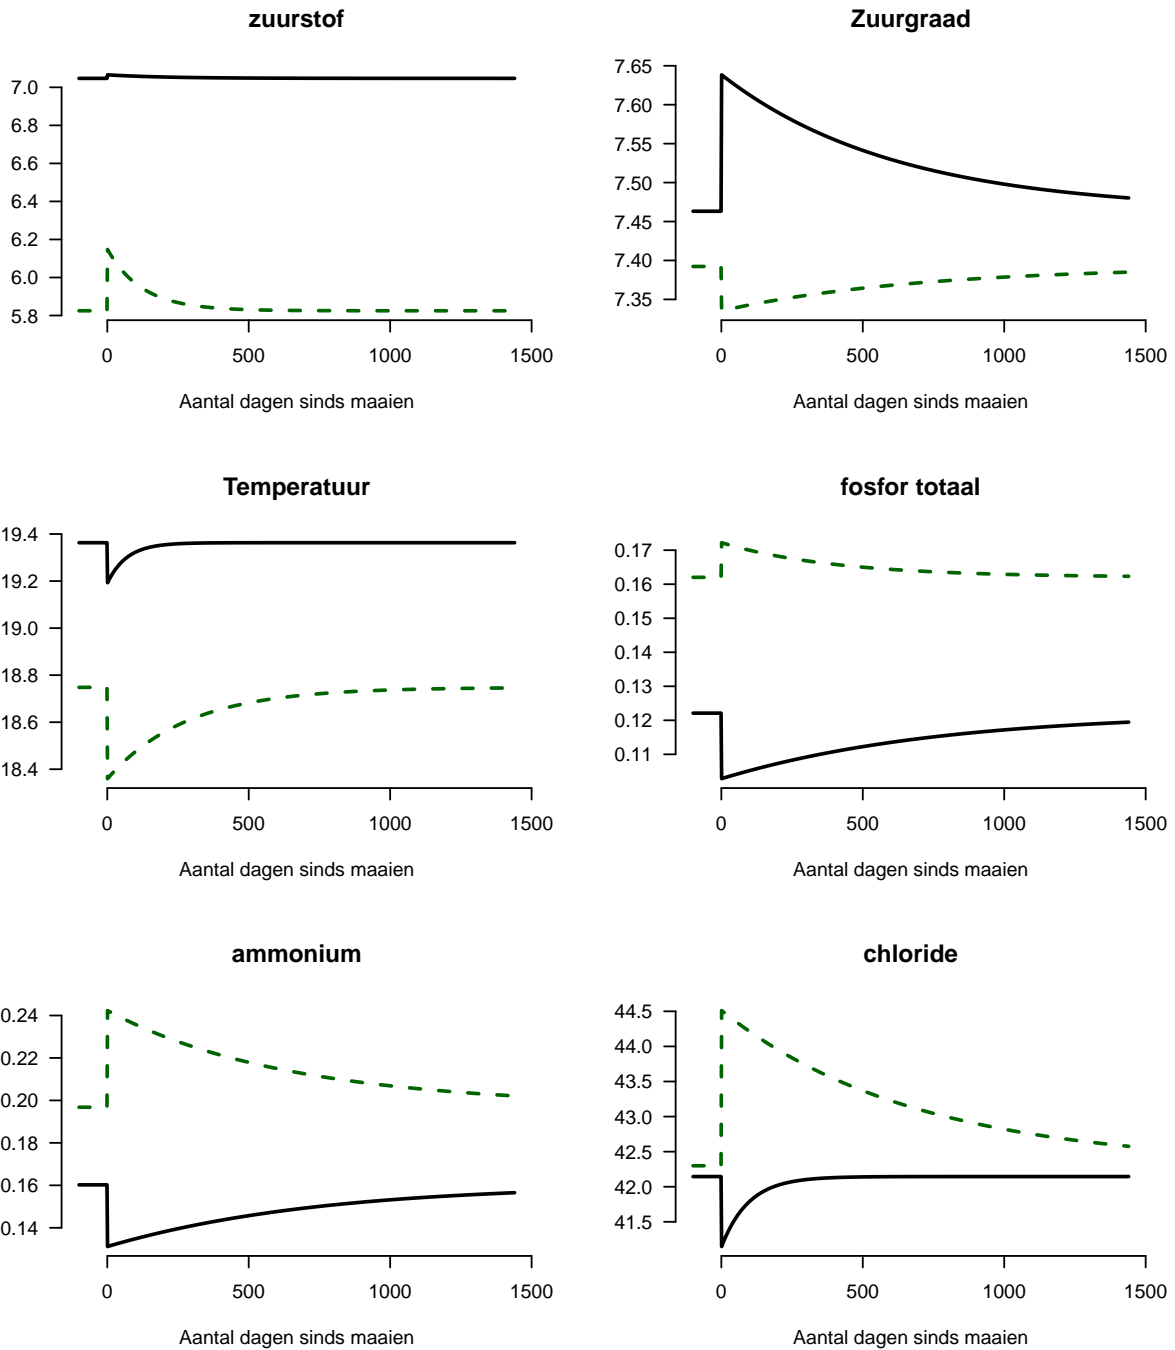 zuurstof
7.0
6.8
6.6
6.4
6.2
6.0
5.8
0 500 1000 1500
Aantal dagen sinds maaien
Zuurgraad
7.65
7.60
7.55
7.50
7.45
7.40
7.35
0 500 1000 1500
Aantal dagen sinds maaien
Temperatuur
19.4
19.2
19.0
18.8
18.6
18.4
0 500 1000 1500
Aantal dagen sinds maaien
fosfor totaal
0.17
0.16
0.15
0.14
0.13
0.12
0.11
0 500 1000 1500
Aantal dagen sinds maaien
ammonium
0.24
0.22
0.20
0.18
0.16
0.14
0 500 1000 1500
Aantal dagen sinds maaien
chloride
44.5
44.0
43.5
43.0
42.5
42.0
41.5
0 500 1000 1500
Aantal dagen sinds maaien